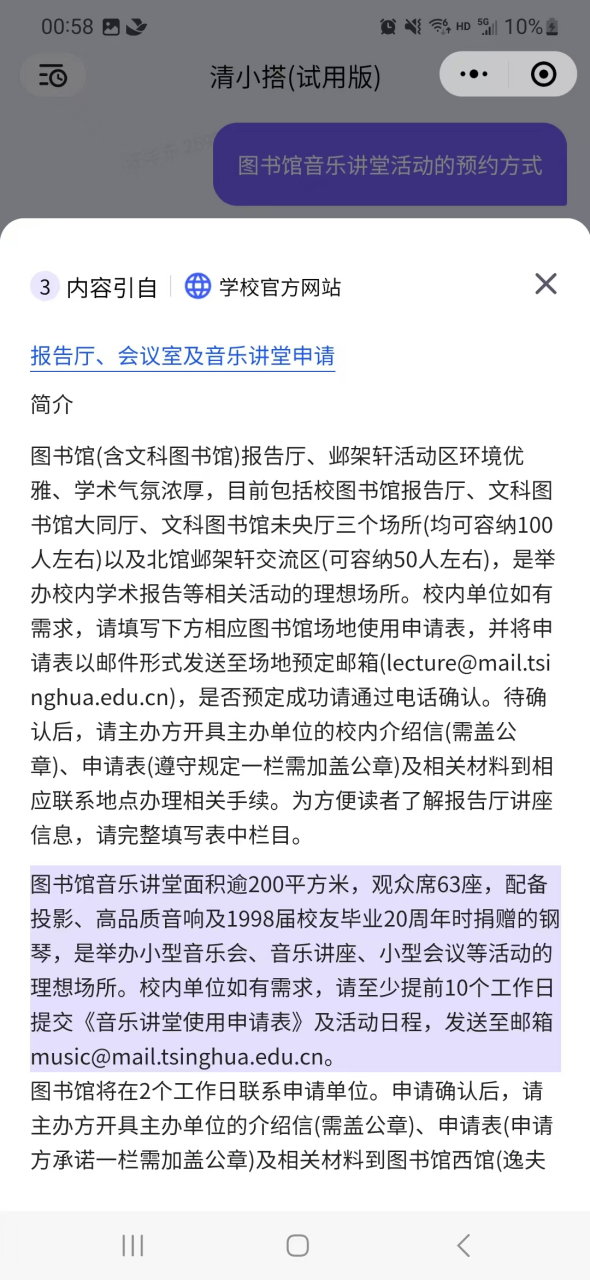 00:58
HD 5G 10%
清小搭(试用版)
图书馆音乐讲堂活动的预约方式
3 内容引自 学校官方网站
报告厅、会议室及音乐讲堂申请
简介
图书馆(含文科图书馆)报告厅、邺架轩活动区环境优
雅、学术气氛浓厚，目前包括校图书馆报告厅、文科图
书馆大同厅、文科图书馆未央厅三个场所(均可容纳100
人左右)以及北馆邺架轩交流区(可容纳50人左右)，是举
办校内学术报告等相关活动的理想场所。校内单位如有
需求，请填写下方相应图书馆场地使用申请表，并将申
请表以邮件形式发送至场地预定邮箱(lecture@mail.tsi
nghua.edu.cn)，是否预定成功请通过电话确认。待确
认后，请主办方开具主办单位的校内介绍信(需盖公
章)、申请表(遵守规定一栏需加盖公章)及相关材料到相
应联系地点办理相关手续。为方便读者了解报告厅讲座
信息，请完整填写表中栏目。
图书馆音乐讲堂面积逾200平方米，观众席63座，配备
投影、高品质音响及1998届校友毕业20周年时捐赠的钢
琴，是举办小型音乐会、音乐讲座、小型会议等活动的
理想场所。校内单位如有需求，请至少提前10个工作日
提交《音乐讲堂使用申请表》及活动日程，发送至邮箱
music@mail.tsinghua.edu.cn。
图书馆将在2个工作日联系申请单位。申请确认后，请
主办方开具主办单位的介绍信(需盖公章)、申请表(申请
方承诺一栏需加盖公章)及相关材料到图书馆西馆(逸夫